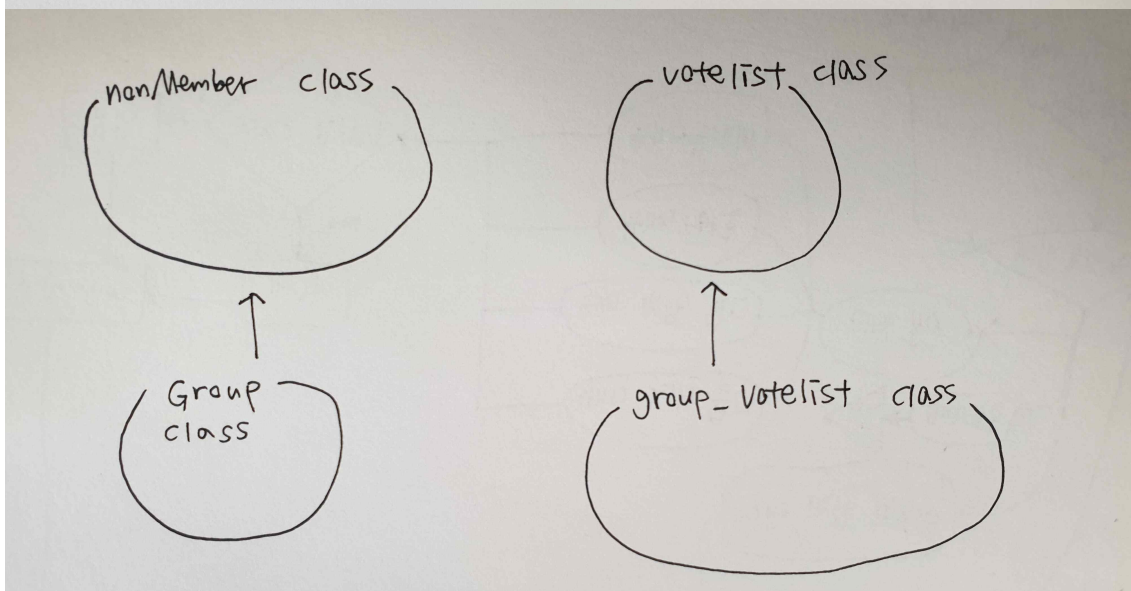 nonMember class
votelist class
Group
class
group_votelist class